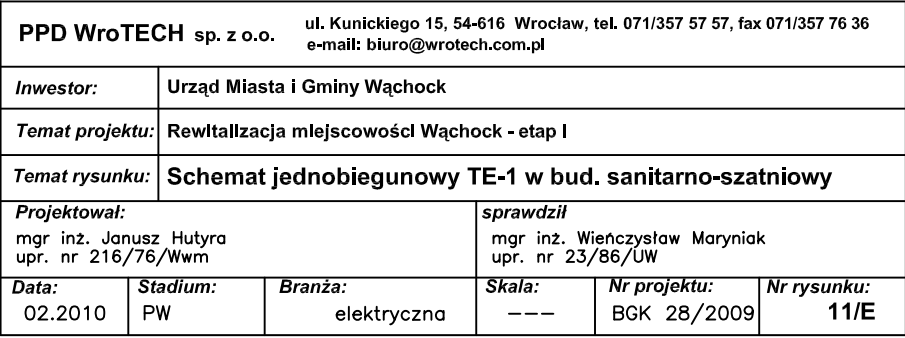 PPD WroTECH sp. z o.o.
ul. Kunickiego 15, 54-616 Wrocław, tel. 071/357 57 57, fax 071/357 76 36
e-mail: biuro@wrotech.com.pl
Inwestor: Urząd Miasta i Gminy Wąchock
Temat projektu: Rewitalizacja miejscowości Wąchock - etap I
Temat rysunku: Schemat jednobiegunowy TE-1 w bud. sanitarno-szatniowy
Projektował: sprawdził
mgr inż. Janusz Hutyra mgr inż. Wieńczysław Maryniak
upr. nr 216/76/Wwm upr. nr 23/86/UW
Data: Stadium: Branża: Skala: Nr projektu: Nr rysunku:
02.2010 PW elektryczna --- BGK 28/2009 11/E